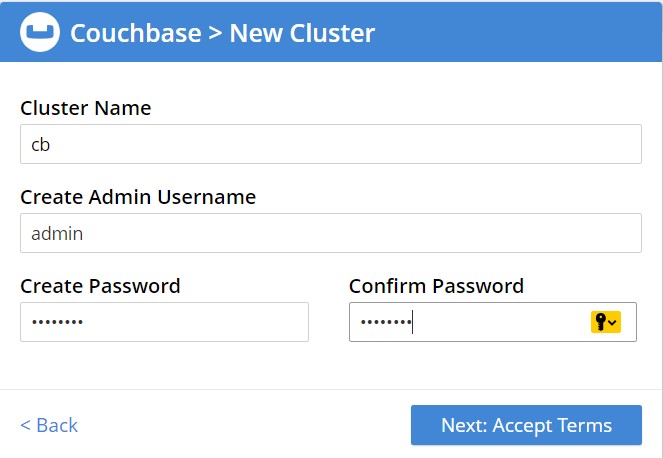 Couchbase > New Cluster
Cluster Name
cb
Create Admin Username
admin
Create Password Confirm Password
•••••••• ••••••••
< Back Next: Accept Terms